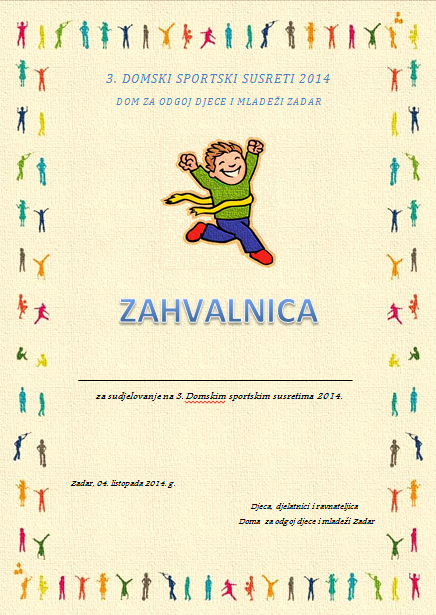 3. DOMSKI SPORTSKI SUSRETI 2014
DOM ZA ODGOJ DJECE I MLADEŽI ZADAR
ZAHVALNICA
za sudjelovanje na 3. Domskim sportskim susretima 2014.
Zadar, 04. listopada 2014. g.
Djeca, djelatnici i ravnateljica
Doma za odgoj djece i mladeži Zadar